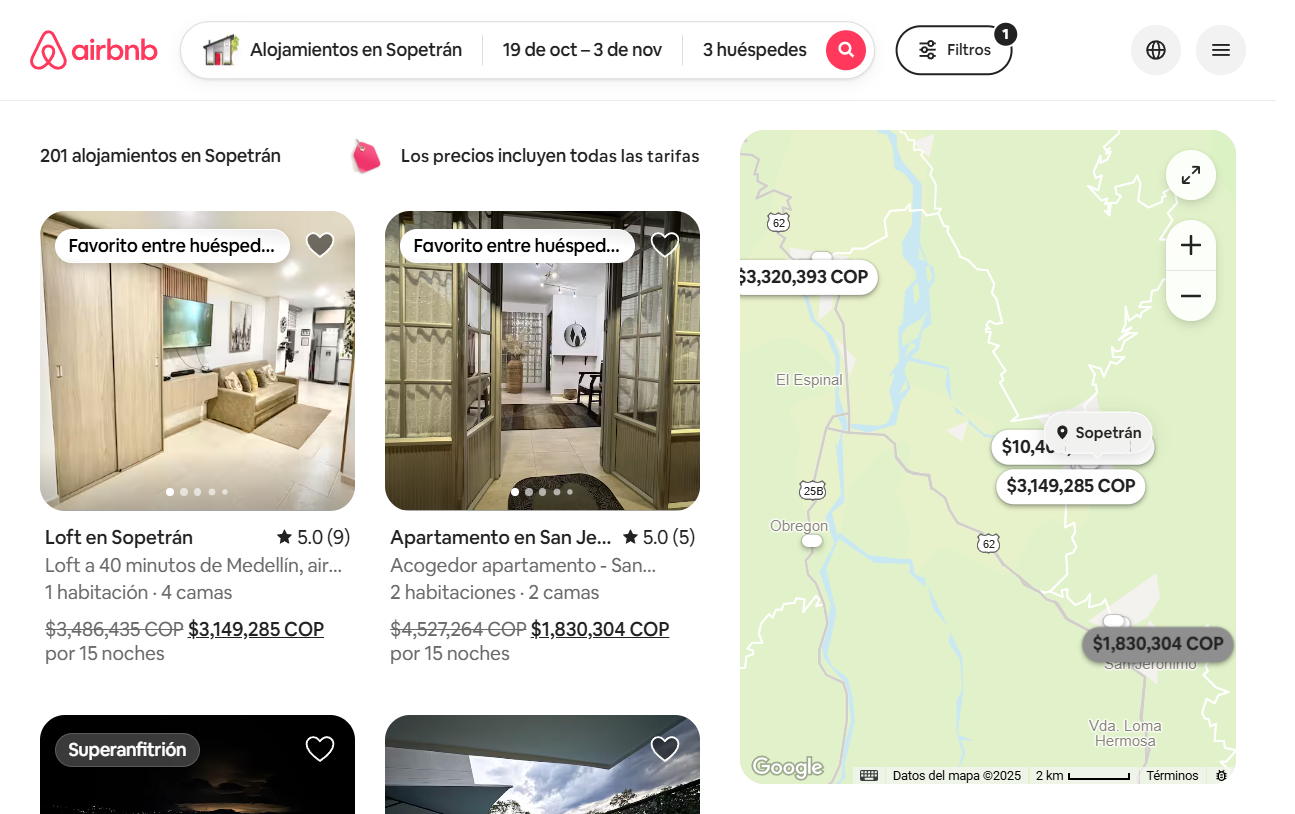 airbnb
Alojamientos en Sopetrán
19 de oct – 3 de nov
3 huéspedes
Filtros
1
201 alojamientos en Sopetrán
Los precios incluyen todas las tarifas
Favorito entre huésped...
Favorito entre huésped...
Loft en Sopetrán
5.0 (9)
Loft a 40 minutos de Medellín, air...
1 habitación · 4 camas
$3,486,435 COP $3,149,285 COP
por 15 noches
Apartamento en San Je...
5.0 (5)
Acogedor apartamento - San...
2 habitaciones · 2 camas
$4,527,264 COP $1,830,304 COP
por 15 noches
Superanfitrión
62
$3,320,393 COP
El Espinal
Sopetrán
$3,149,285 COP
25B
Obregon
62
$1,830,304 COP
San Jerónimo
Vda. Loma
Hermosa
Google
Datos del mapa ©2025
2 km
Términos